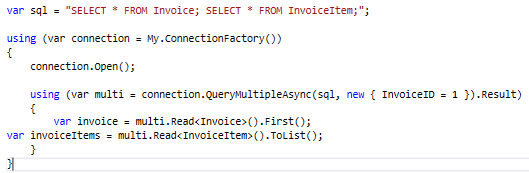 var sql = "SELECT * FROM Invoice; SELECT * FROM InvoiceItem;";
using (var connection = My.ConnectionFactory())
{
connection.Open();
using (var multi = connection.QueryMultipleAsync(sql, new { InvoiceID = 1 }).Result)
{
var invoice = multi.Read<Invoice>().First();
var invoiceItems = multi.Read<InvoiceItem>().ToList();
}
}